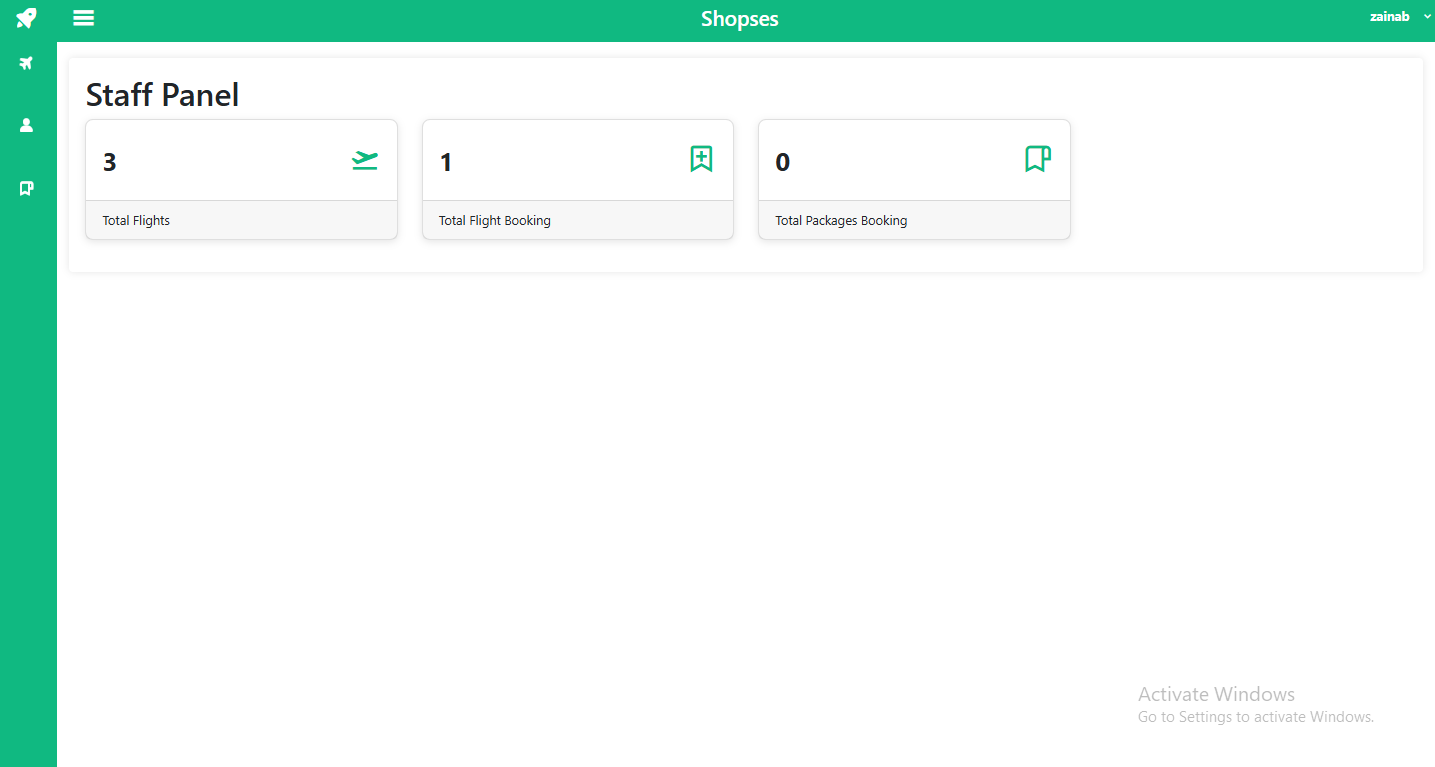 Shopses
zainab
Staff Panel
3
1
0
Total Flights
Total Flight Booking
Total Packages Booking
Activate Windows
Go to Settings to activate Windows.